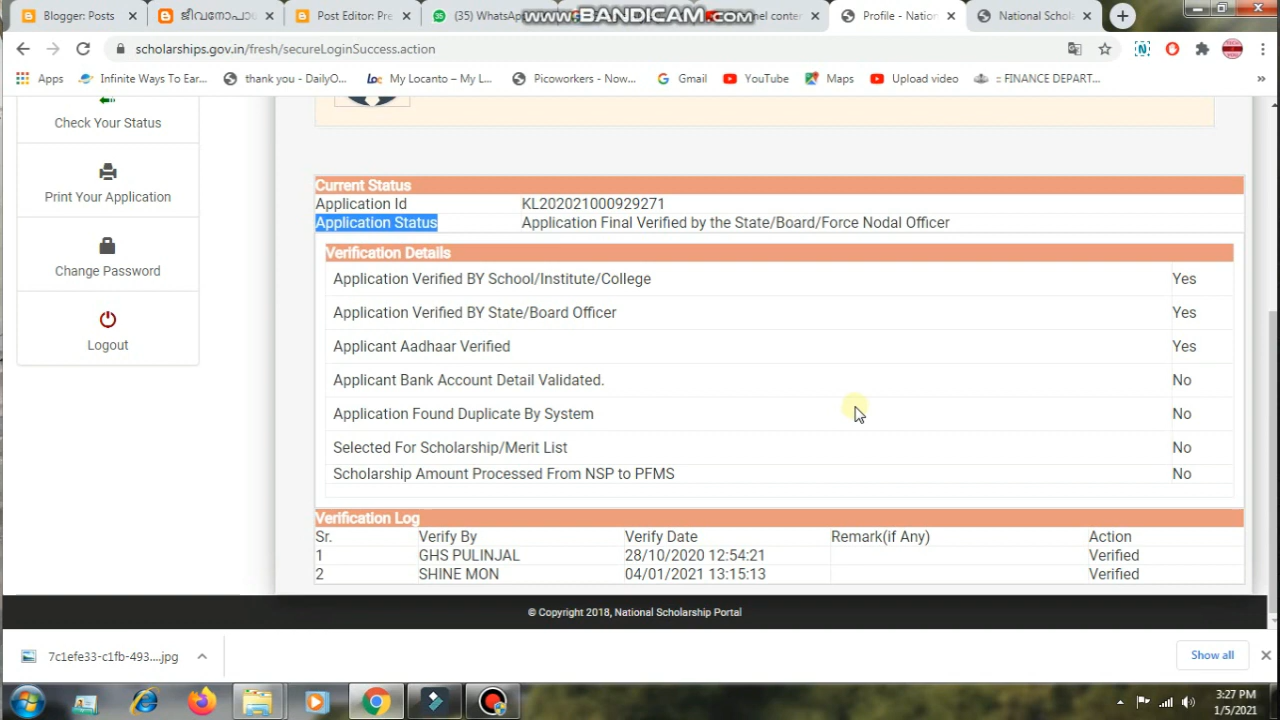 Blogger: Posts
ജീവനോപാ
Post Editor: Pre
(35) WhatsAp
www.BANDICAM.com
nel conter
Profile - Nation
National Schola
scholarships.gov.in/fresh/secureLoginSuccess.action
Apps
Infinite Ways To Ear...
thank you - DailyO...
Loc
My Locanto – My L...
Picoworkers - Now...
Gmail
YouTube
Maps
Upload video
:: FINANCE DEPART...
»
Check Your Status
Print Your Application
Change Password
Logout
Current Status
Application Id KL202021000929271
Application Status Application Final Verified by the State/Board/Force Nodal Officer
Verification Details
Application Verified BY School/Institute/College Yes
Application Verified BY State/Board Officer Yes
Applicant Aadhaar Verified Yes
Applicant Bank Account Detail Validated. No
Application Found Duplicate By System No
Selected For Scholarship/Merit List No
Scholarship Amount Processed From NSP to PFMS No
Verification Log
Sr. Verify By Verify Date Remark(if Any) Action
1 GHS PULINJAL 28/10/2020 12:54:21 Verified
2 SHINE MON 04/01/2021 13:15:13 Verified
© Copyright 2018, National Scholarship Portal
7c1efe33-c1fb-493....jpg
Show all
3:27 PM
1/5/2021